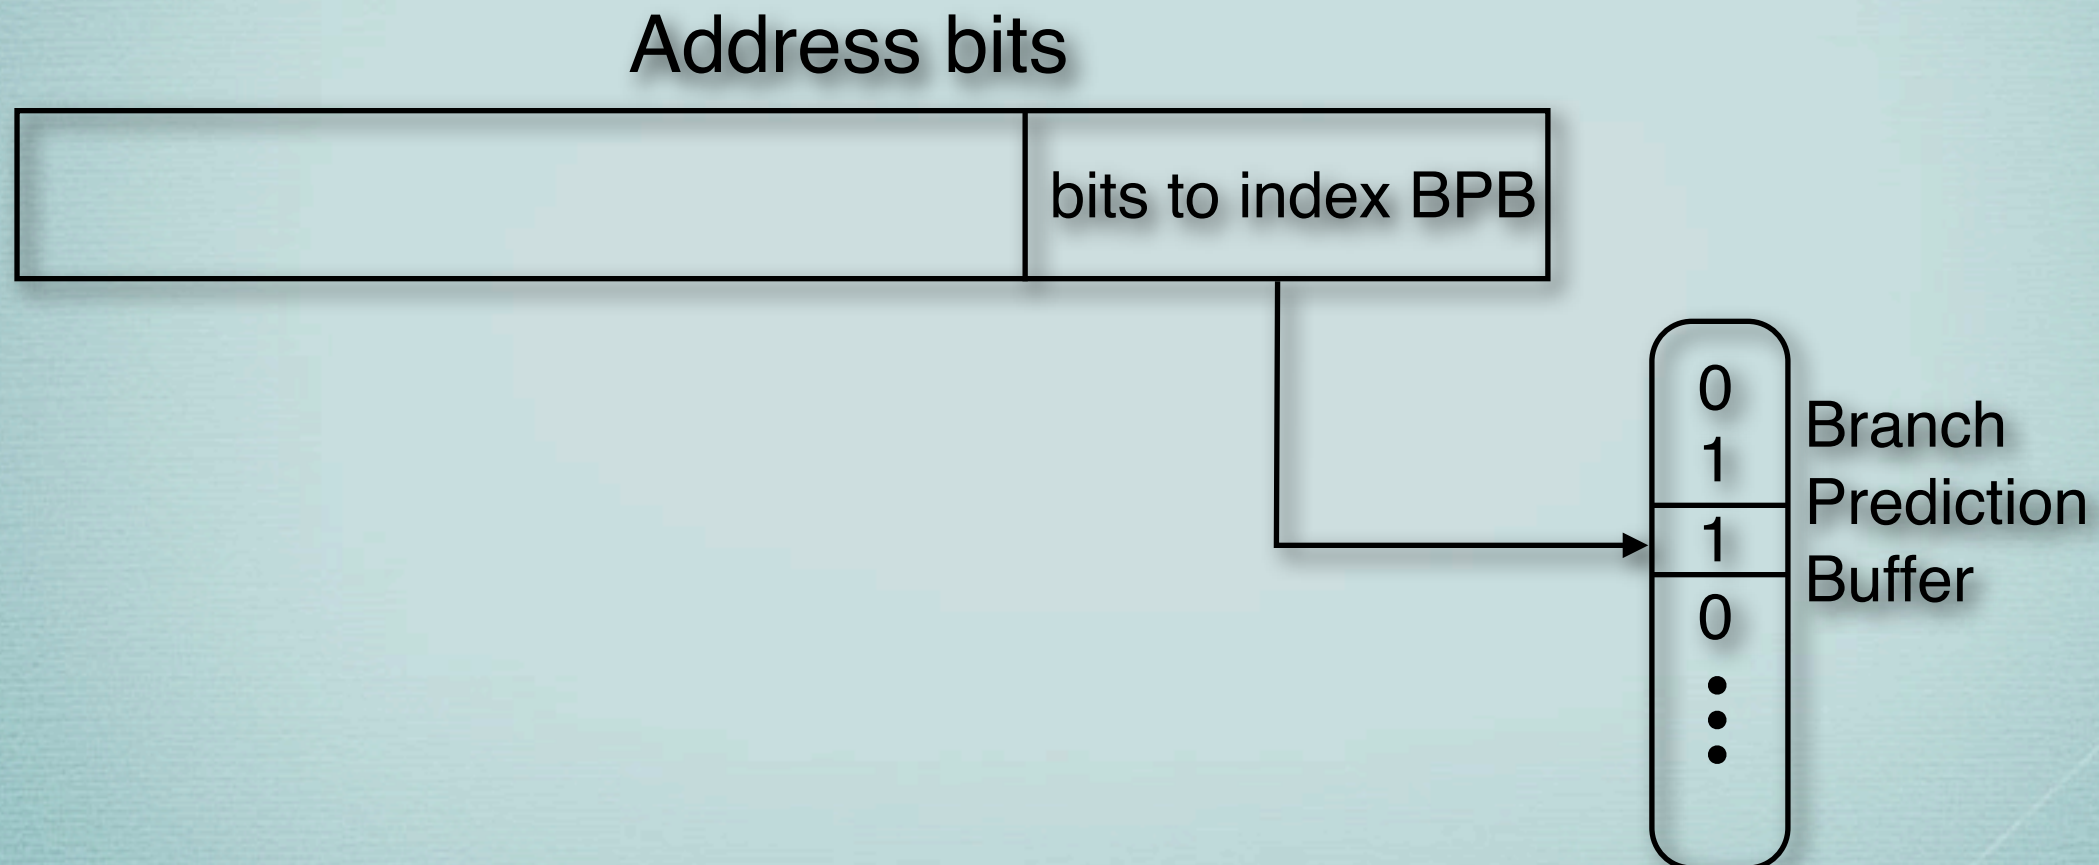 Address bits
bits to index BPB
0
1
1
0
Branch
Prediction
Buffer